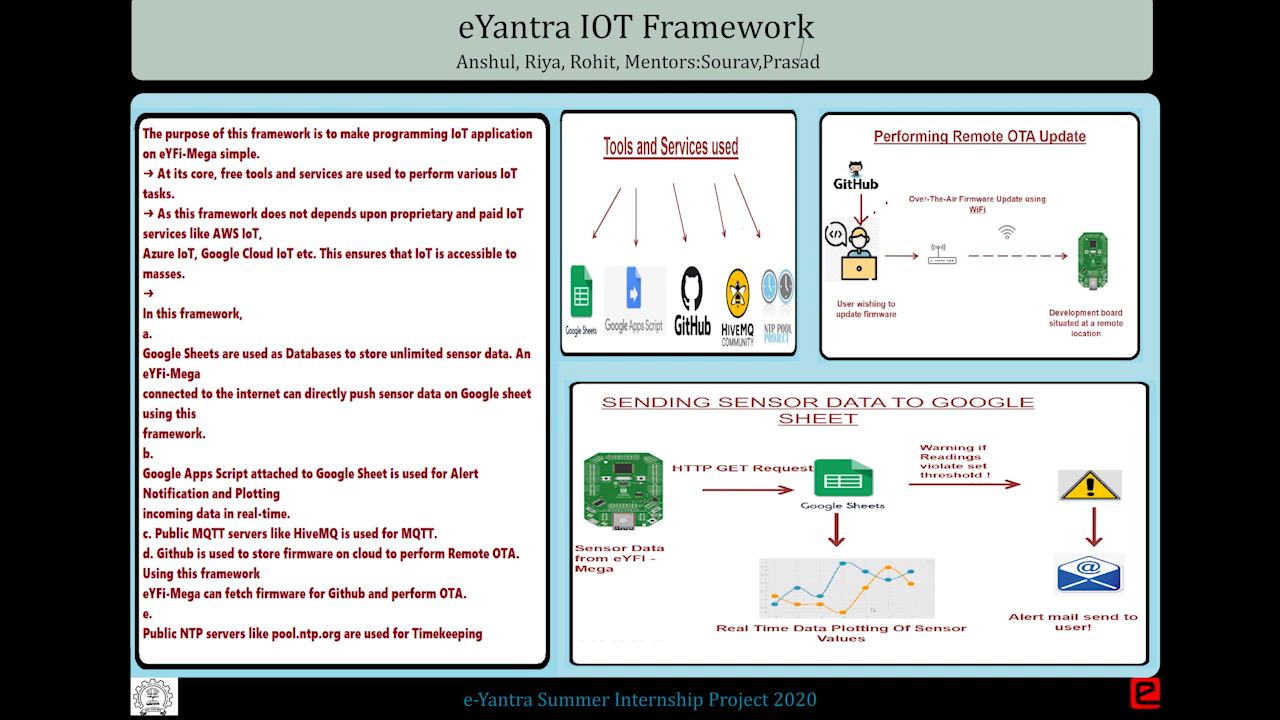 eYantra IOT Framework
Anshul, Riya, Rohit, Mentors:Sourav,Prasad
The purpose of this framework is to make programming IoT application
on eYFi-Mega simple.
→ At its core, free tools and services are used to perform various IoT
tasks.
→ As this framework does not depends upon proprietary and paid IoT
services like AWS IoT,
Azure IoT, Google Cloud IoT etc. This ensures that IoT is accessible to
masses.
→
In this framework,
a.
Google Sheets are used as Databases to store unlimited sensor data. An
eYFi-Mega
connected to the internet can directly push sensor data on Google sheet
using this
framework.
b.
Google Apps Script attached to Google Sheet is used for Alert
Notification and Plotting
incoming data in real-time.
c. Public MQTT servers like HiveMQ is used for MQTT.
d. Github is used to store firmware on cloud to perform Remote OTA.
Using this framework
eYFi-Mega can fetch firmware for Github and perform OTA.
e.
Public NTP servers like pool.ntp.org are used for Timekeeping
Tools and Services used
Google Sheets
Google Apps Script
GitHub
HIVEMQ
COMMUNITY
NTP POOL
PROJECT
Performing Remote OTA Update
GitHub
Over-The-Air Firmware Update using
WiFi
User wishing to
update firmware
Development board
situated at a remote
location
SENDING SENSOR DATA TO GOOGLE
SHEET
HTTP GET Request
Google Sheets
Warning if
Readings
violate set
threshold !
Sensor Data
from eYFI -
Mega
Real Time Data Plotting Of Sensor
Values
Alert mail send to
user!
e-Yantra Summer Internship Project 2020